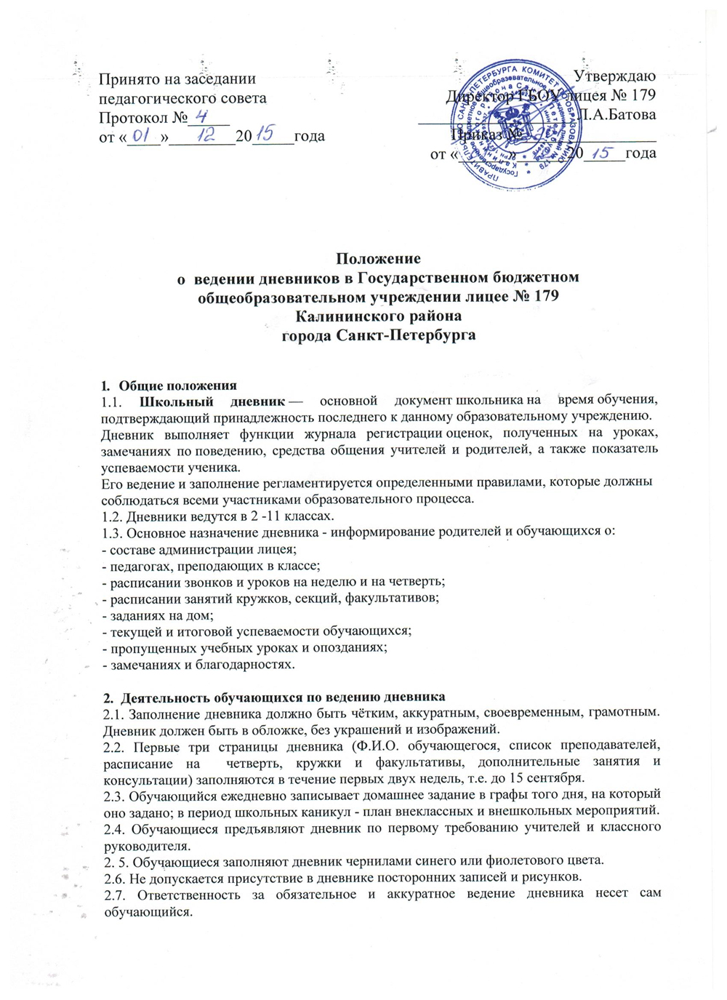 Принято на заседании
педагогического совета
Протокол № 4
от « 01 » 12 20 15 года
Утверждаю
Директор ГБОУ лицея № 179
Л.А.Батова
Приказ №
от « » 20 15 года
ПРАВИТЕЛЬСТВО САНКТ-ПЕТЕРБУРГА КОМИТЕТ ПО ОБРАЗОВАНИЮ
Положение
о ведении дневников в Государственном бюджетном
общеобразовательном учреждении лицее № 179
Калининского района
города Санкт-Петербурга
1. Общие положения
1.1. Школьный дневник — основной документ школьника на время обучения,
подтверждающий принадлежность последнего к данному образовательному учреждению.
Дневник выполняет функции журнала регистрации оценок, полученных на уроках,
замечаниях по поведению, средства общения учителей и родителей, а также показатель
успеваемости ученика.
Его ведение и заполнение регламентируется определенными правилами, которые должны
соблюдаться всеми участниками образовательного процесса.
1.2. Дневники ведутся в 2 -11 классах.
1.3. Основное назначение дневника - информирование родителей и обучающихся о:
- составе администрации лицея;
- педагогах, преподающих в классе;
- расписании звонков и уроков на неделю и на четверть;
- расписании занятий кружков, секций, факультативов;
- заданиях на дом;
- текущей и итоговой успеваемости обучающихся;
- пропущенных учебных уроках и опозданиях;
- замечаниях и благодарностях.
2. Деятельность обучающихся по ведению дневника
2.1. Заполнение дневника должно быть чётким, аккуратным, своевременным, грамотным.
Дневник должен быть в обложке, без украшений и изображений.
2.2. Первые три страницы дневника (Ф.И.О. обучающегося, список преподавателей,
расписание на четверть, кружки и факультативы, дополнительные занятия и
консультации) заполняются в течение первых двух недель, т.е. до 15 сентября.
2.3. Обучающийся ежедневно записывает домашнее задание в графы того дня, на который
оно задано; в период школьных каникул - план внеклассных и внешкольных мероприятий.
2.4. Обучающиеся предъявляют дневник по первому требованию учителей и классного
руководителя.
2. 5. Обучающиеся заполняют дневник чернилами синего или фиолетового цвета.
2.6. Не допускается присутствие в дневнике посторонних записей и рисунков.
2.7. Ответственность за обязательное и аккуратное ведение дневника несет сам
обучающийся.